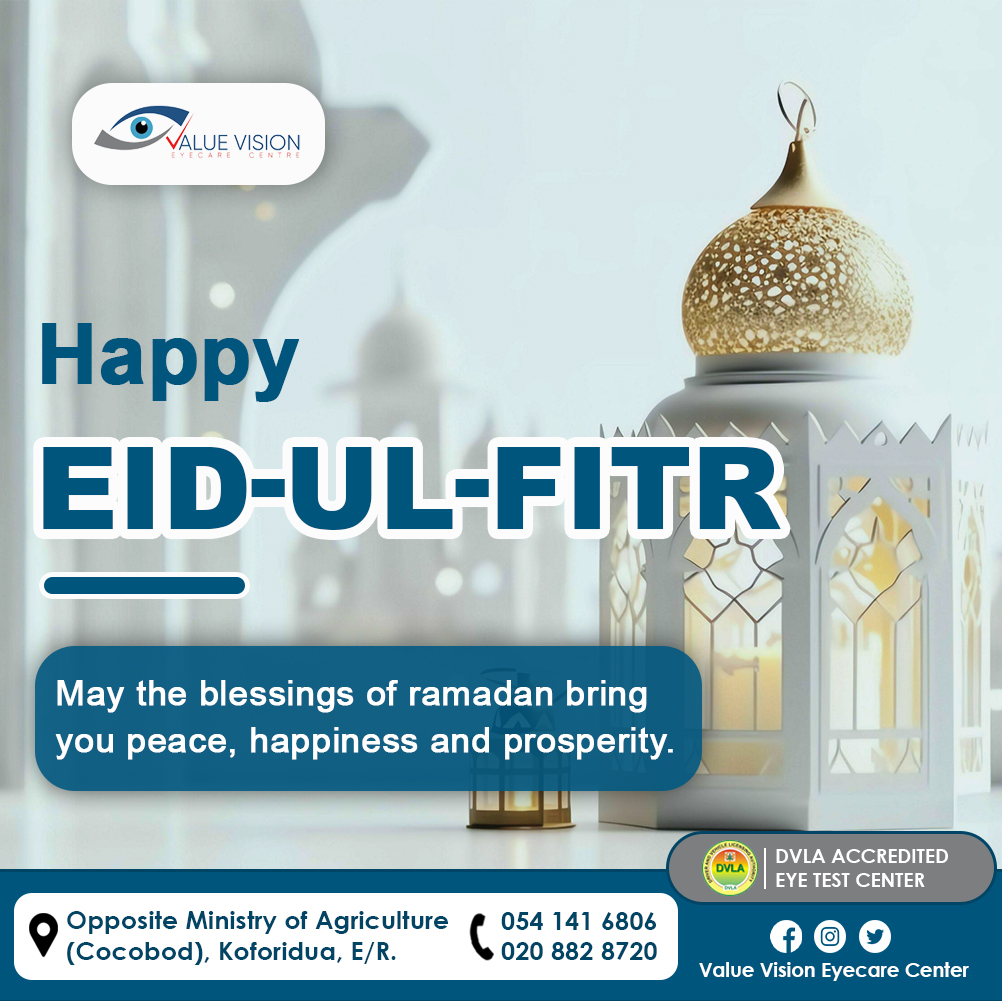 VALUE VISION
EYECARE CENTRE
Happy
EID-UL-FITR
May the blessings of ramadan bring
you peace, happiness and prosperity.
DVLA
DVLA ACCREDITED
EYE TEST CENTER
Opposite Ministry of Agriculture
(Cocobod), Koforidua, E/R.
054 141 6806
020 882 8720
Value Vision Eyecare Center